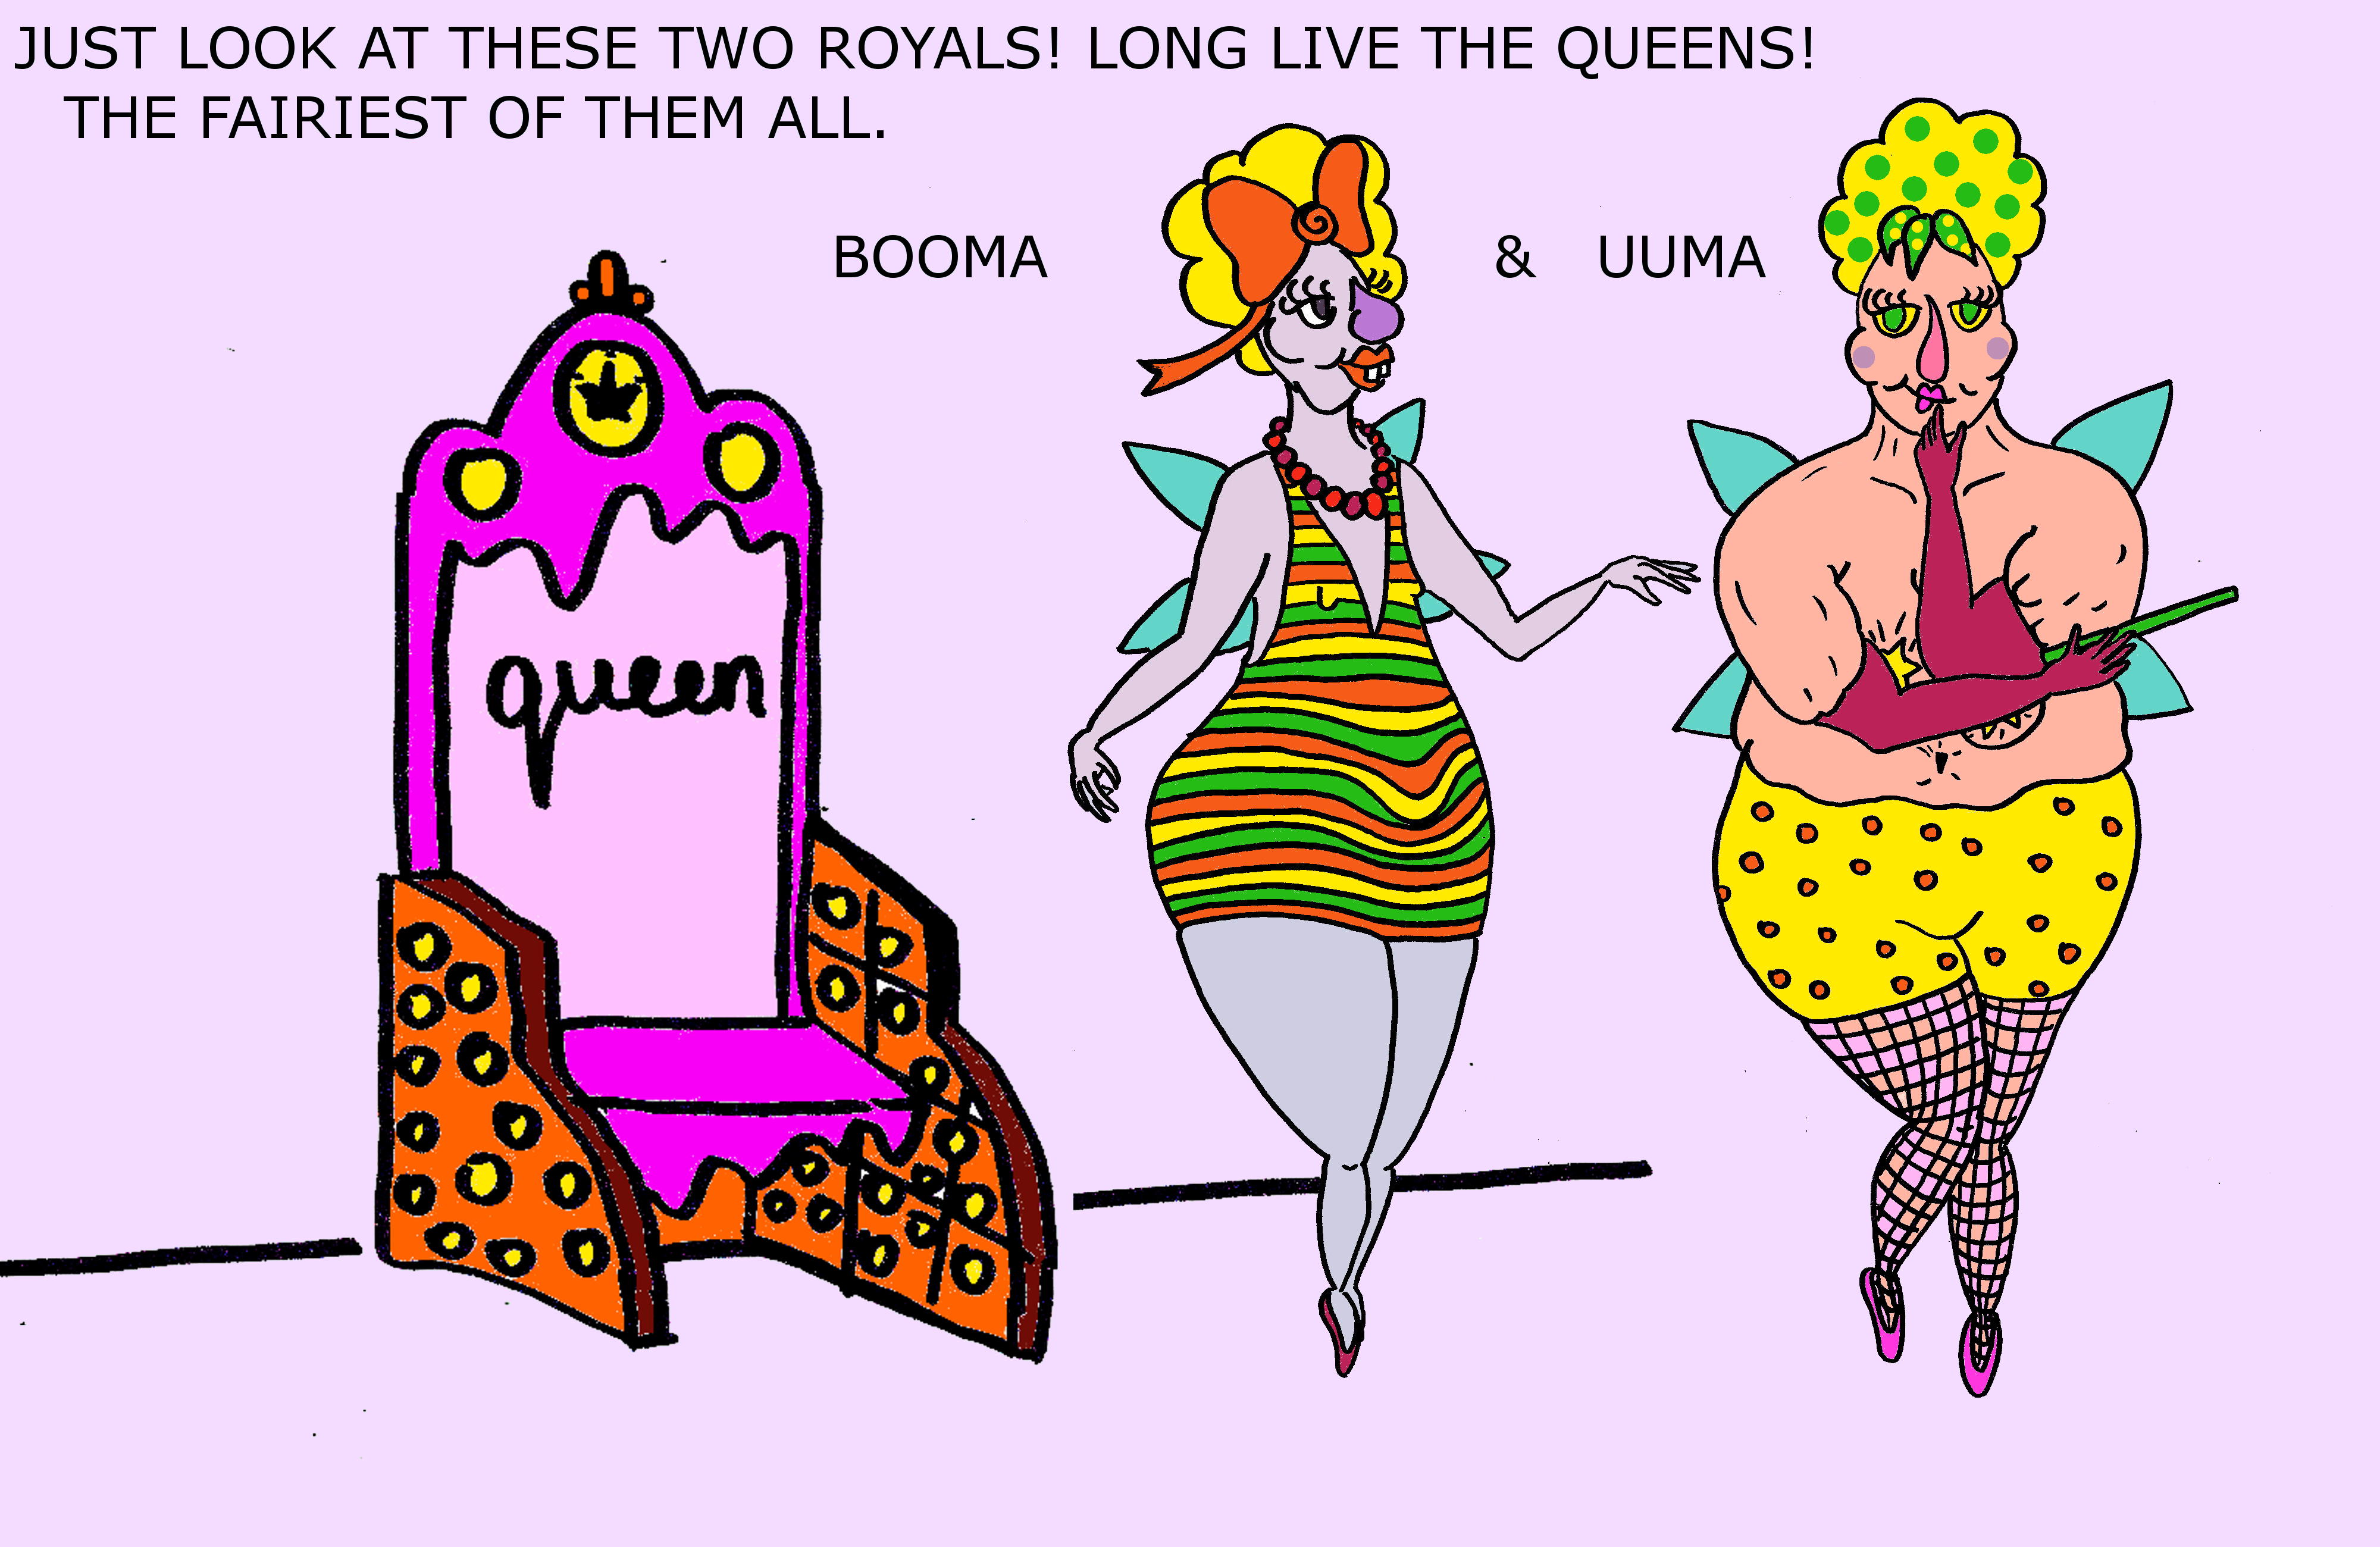 JUST LOOK AT THESE TWO ROYALS! LONG LIVE THE QUEENS!
THE FAIRIEST OF THEM ALL.
BOOMA & UUMA
queen